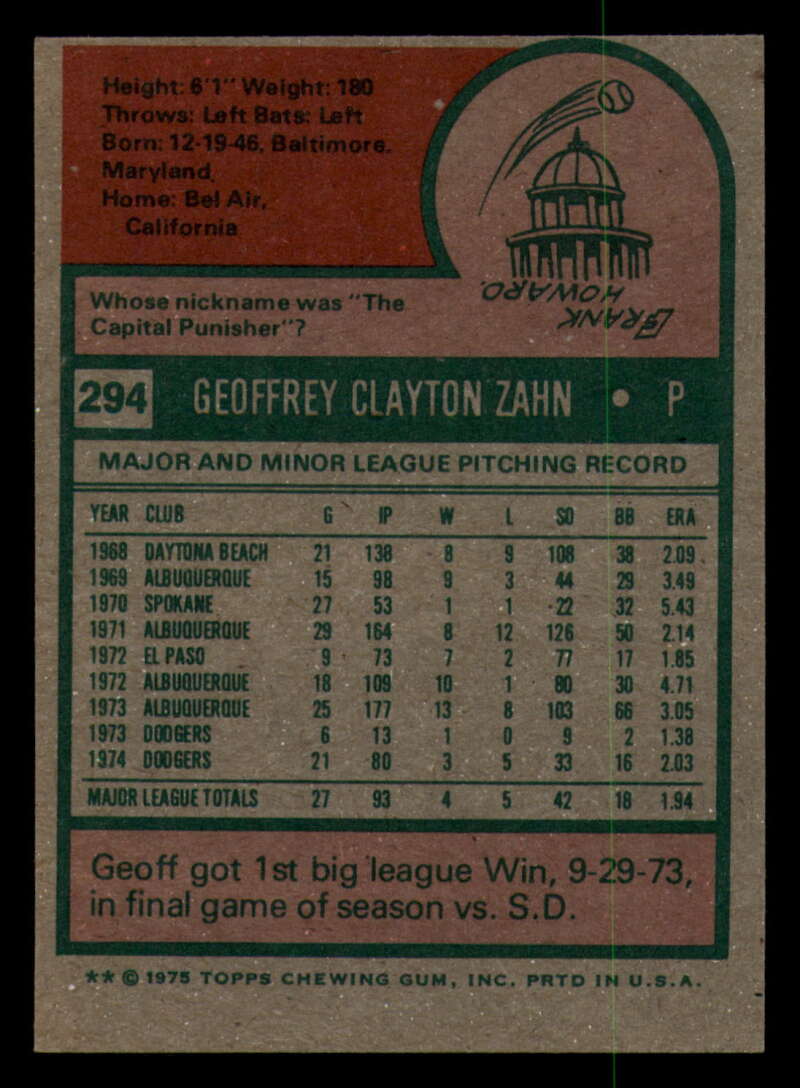 Height: 6'1" Weight: 180
Throws: Left Bats: Left
Born: 12-19-46, Baltimore,
Maryland
Home: Bel Air,
California
Whose nickname was "The
Capital Punisher"?
FRANK
HOWARD.
294 GEOFFREY CLAYTON ZAHN • P
MAJOR AND MINOR LEAGUE PITCHING RECORD
YEAR CLUB G IP W L SO BB ERA
1968 DAYTONA BEACH 21 138 8 9 108 38 2.09
1969 ALBUQUERQUE 15 98 9 3 44 29 3.49
1970 SPOKANE 27 53 1 1 22 32 5.43
1971 ALBUQUERQUE 29 164 8 12 126 50 2.14
1972 EL PASO 9 73 7 2 77 17 1.85
1972 ALBUQUERQUE 18 109 10 1 80 30 4.71
1973 ALBUQUERQUE 25 177 13 8 103 66 3.05
1973 DODGERS 6 13 1 0 9 2 1.38
1974 DODGERS 21 80 3 5 33 16 2.03
MAJOR LEAGUE TOTALS 27 93 4 5 42 18 1.94
Geoff got 1st big league Win, 9-29-73,
in final game of season vs. S.D.
** © 1975 TOPPS CHEWING GUM, INC. PRTD IN U.S.A.